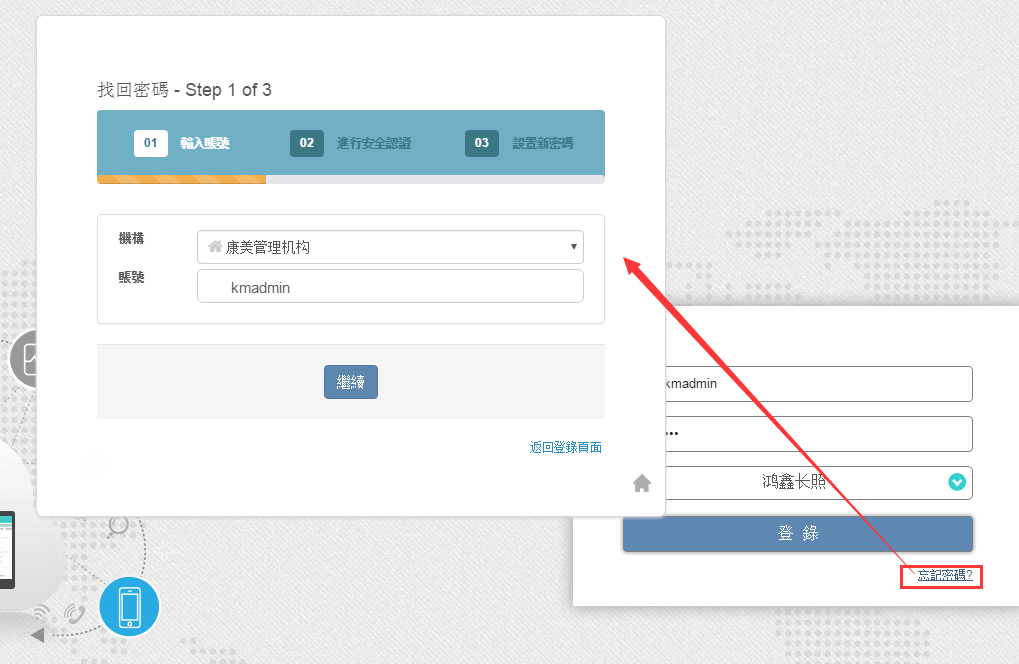 找回密碼 - Step 1 of 3
01 輸入賬號 02 進行安全認證 03 設置新密碼
機構 康美管理机构
賬號 kmadmin
繼續
返回登錄頁面
kmadmin
•••
鸿鑫长照
登 錄
忘記密碼?